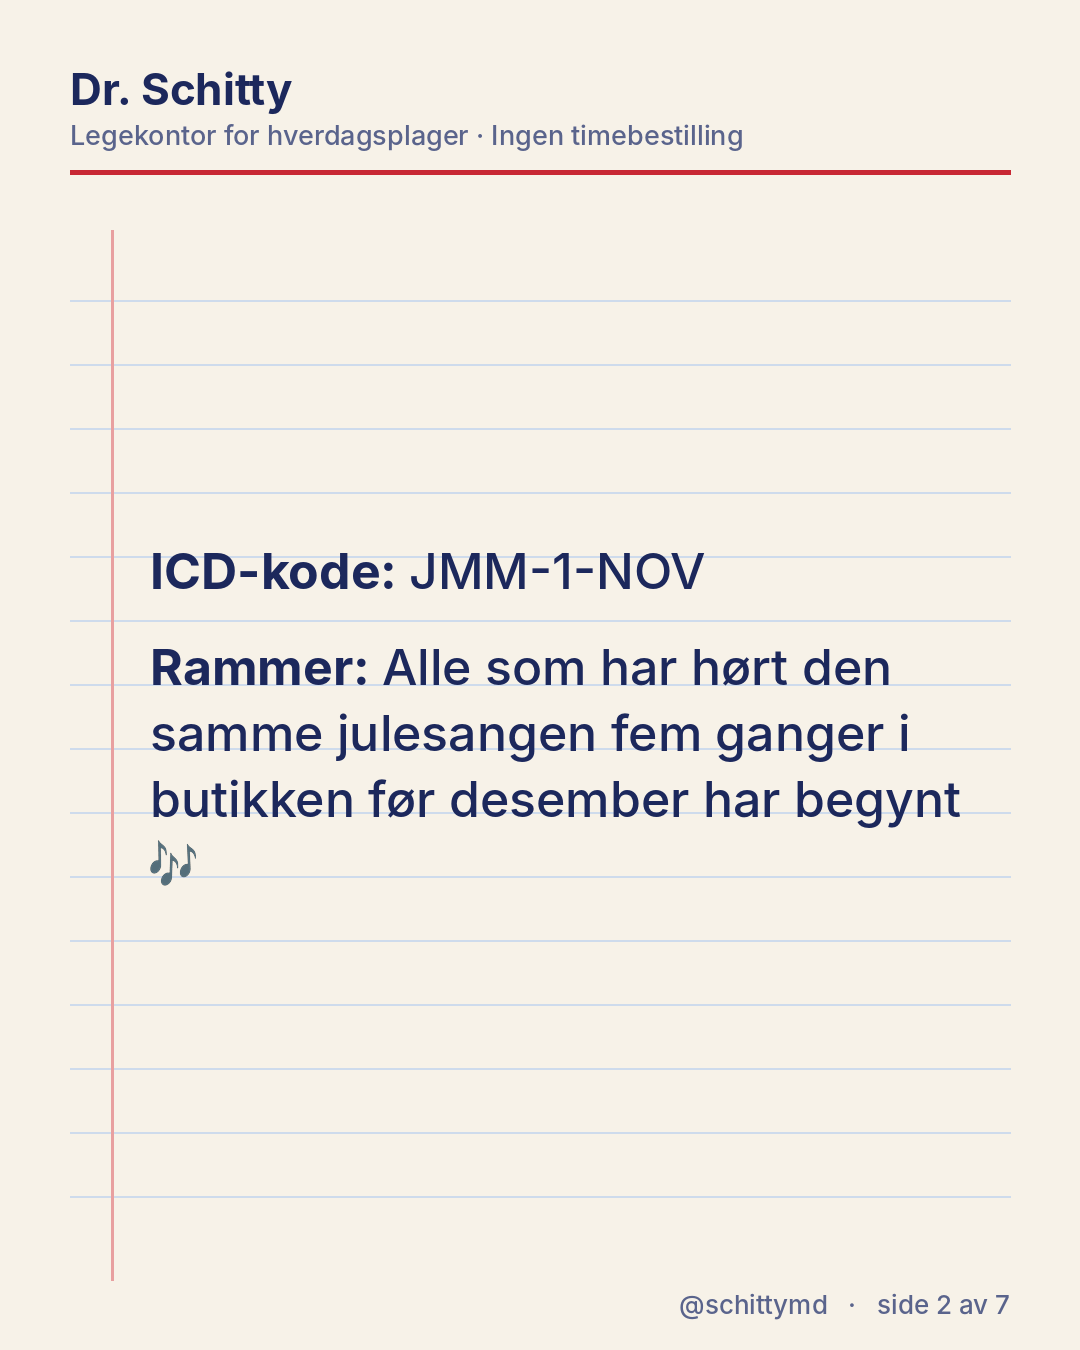 Dr. Schitty
Legekontor for hverdagsplager · Ingen timebestilling
ICD-kode: JMM-1-NOV
Rammer: Alle som har hørt den
samme julesangen fem ganger i
butikken før desember har begynt
🎶
@schittymd · side 2 av 7